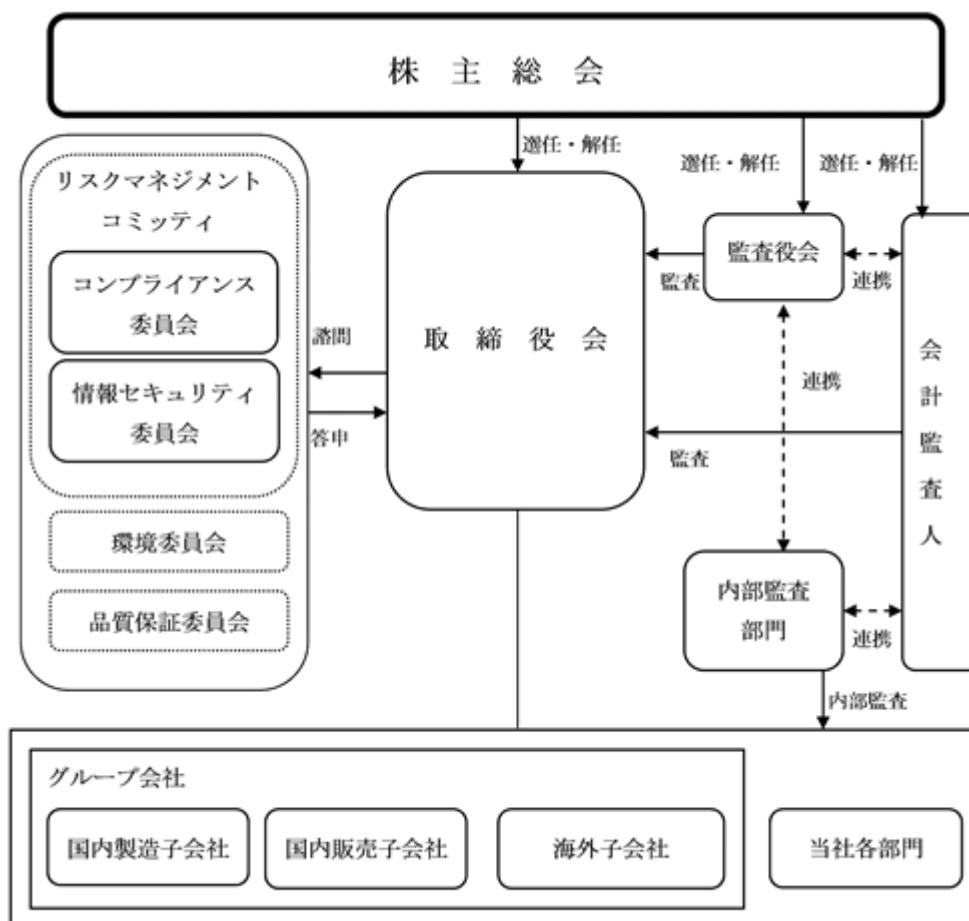 株主総会
選任・解任
選任・解任
選任・解任
リスクマネジメント
コミッティ
コンプライアンス
委員会
情報セキュリティ
委員会
環境委員会
品質保証委員会
諮問
答申
取締役会
監査役会
監査
連携
連携
監査
会計監査人
内部監査
部門
連携
内部監査
グループ会社
国内製造子会社
国内販売子会社
海外子会社
当社各部門